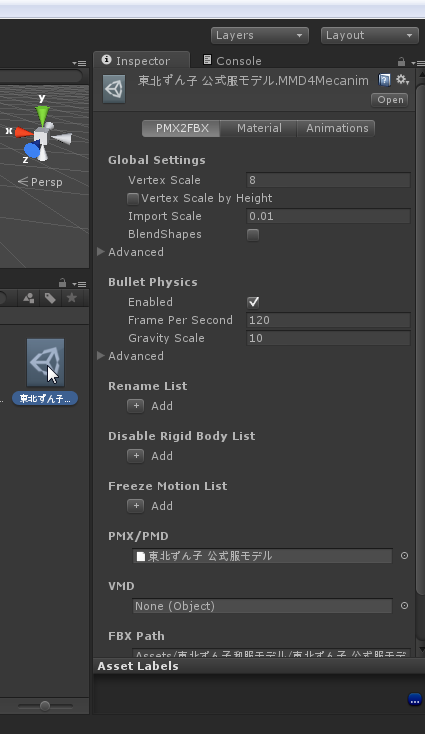 Layers
Layout
Inspector
Console
東北ずん子 公式服モデル.MMD4Mecanim
Open
y
x
z
Persp
PMX2FBX
Material
Animations
Global Settings
Vertex Scale
8
Vertex Scale by Height
Import Scale
0.01
BlendShapes
Advanced
Bullet Physics
Enabled
Frame Per Second
120
Gravity Scale
10
Advanced
東北ずん子...
Rename List
Add
Disable Rigid Body List
Add
Freeze Motion List
Add
PMX/PMD
東北ずん子 公式服モデル
VMD
None (Object)
FBX Path
Assets/東北ずん子和服モデル/東北ずん子 公式服モデ
Asset Labels